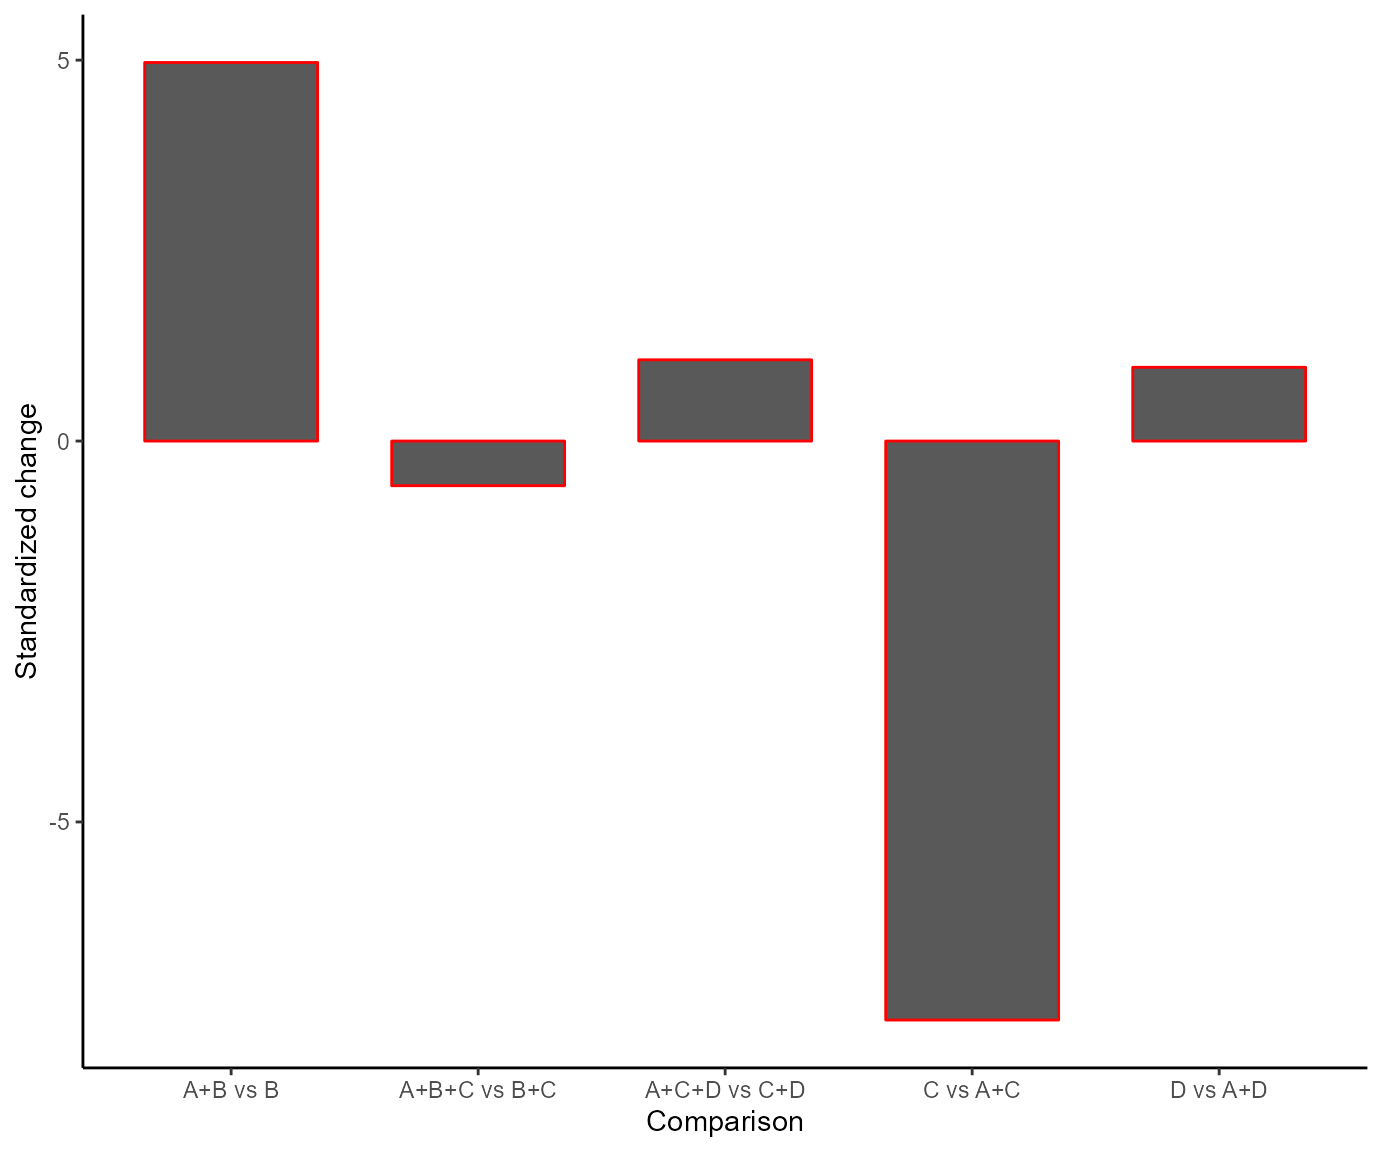 Standardized change
5
0
-5
A+B vs B
A+B+C vs B+C
A+C+D vs C+D
C vs A+C
D vs A+D
Comparison